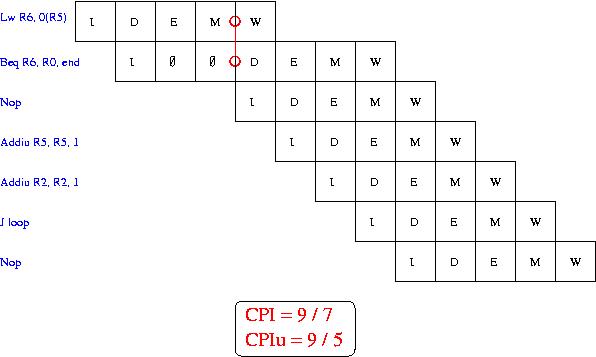 Lw R6, 0(R5) I D E M W
Beq R6, R0, end I Ø Ø D E M W
Nop I D E M W
Addiu R5, R5, 1 I D E M W
Addiu R2, R2, 1 I D E M W
J loop I D E M W
Nop I D E M W
CPI = 9 / 7
CPIu = 9 / 5